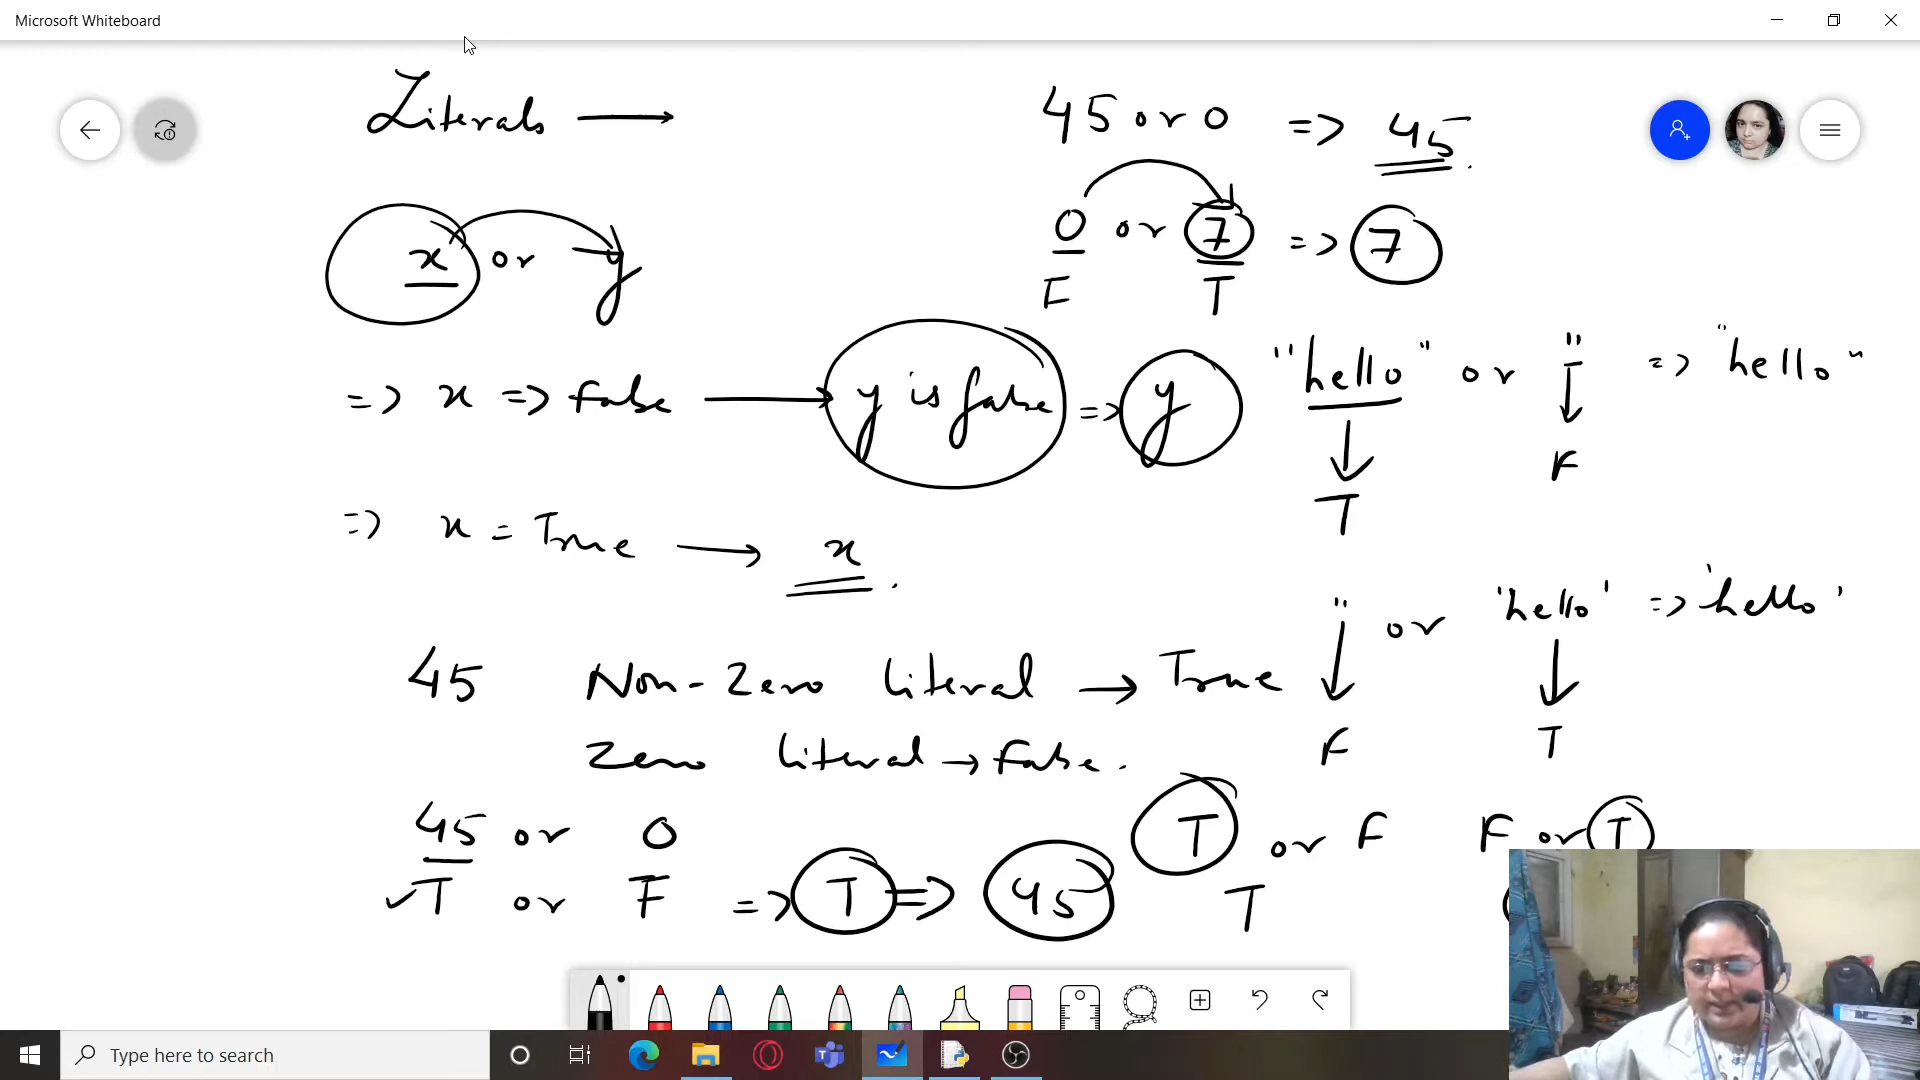 Microsoft Whiteboard
Literals →
45 or 0 => 45.
x or y
0 or 7 => 7
F T
=> x => false → y is false => y
"hello" or '' => "hello"
T F
=> x = True → x.
'' or 'hello' => 'hello'
F T
45 Non-Zero literal → True
Zero literal → False.
45 or 0
✓T or F => T => 45
T or F
T
F or T
Type here to search